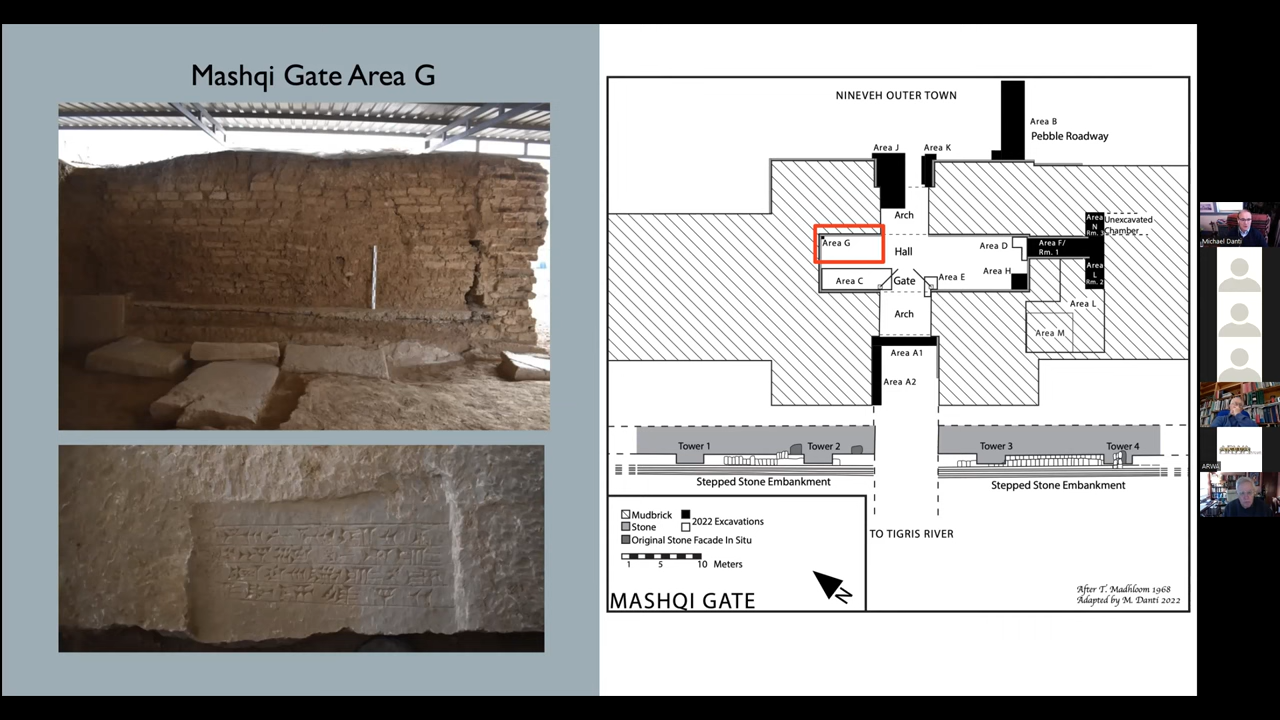 Mashqi Gate Area G
NINEVEH OUTER TOWN
Area B
Pebble Roadway
Area J
Area K
Arch
Area G
Hall
Area D
Area F/
Rm. 1
Area
N
Rm. 3
Unexcavated
Chamber
Area C
Gate
Area E
Area H
Area
L
Rm. 2
Area L
Arch
Area M
Area A1
Area A2
Tower 1
Tower 2
Tower 3
Tower 4
Stepped Stone Embankment
Stepped Stone Embankment
Mudbrick
Stone
2022 Excavations
Original Stone Facade In Situ
1 5 10 Meters
TO TIGRIS RIVER
N
MASHQI GATE
After T. Madhloom 1968
Adapted by M. Danti 2022
Michael Danti
ARWA